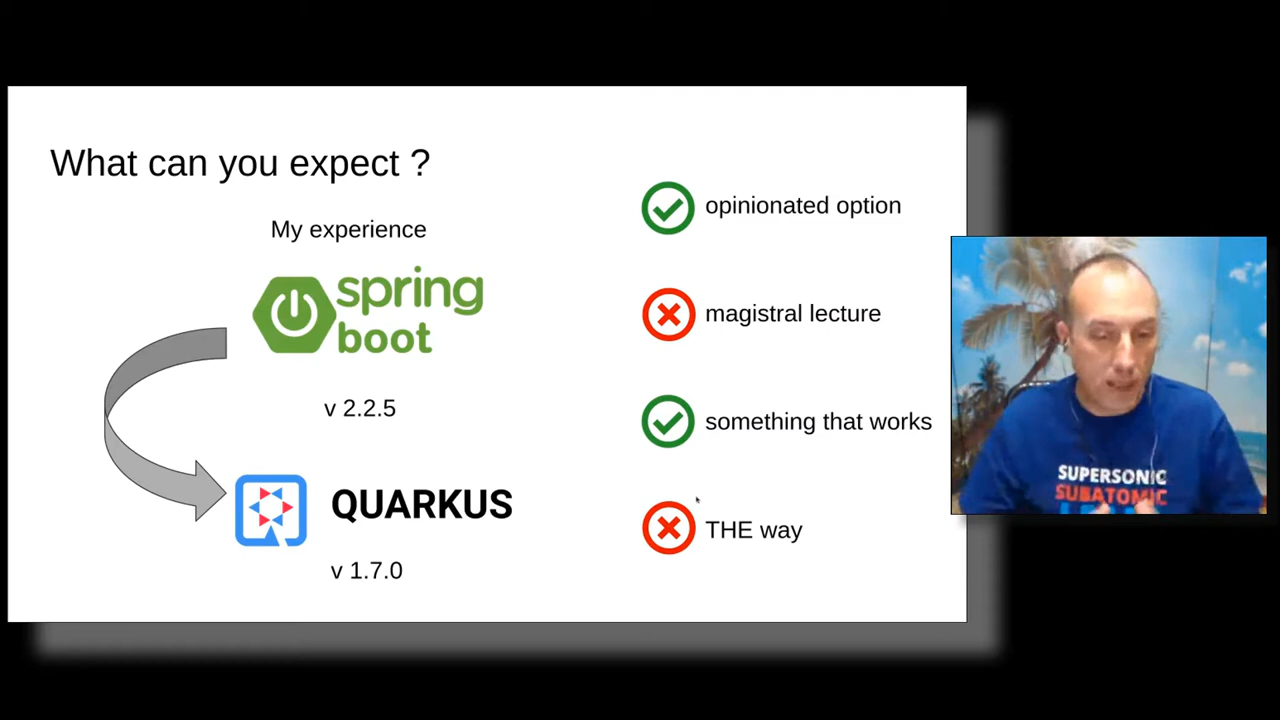 What can you expect ?
My experience
spring
boot
v 2.2.5
QUARKUS
v 1.7.0
opinionated option
magistral lecture
something that works
THE way
SUPERSONIC
SUBATOMIC